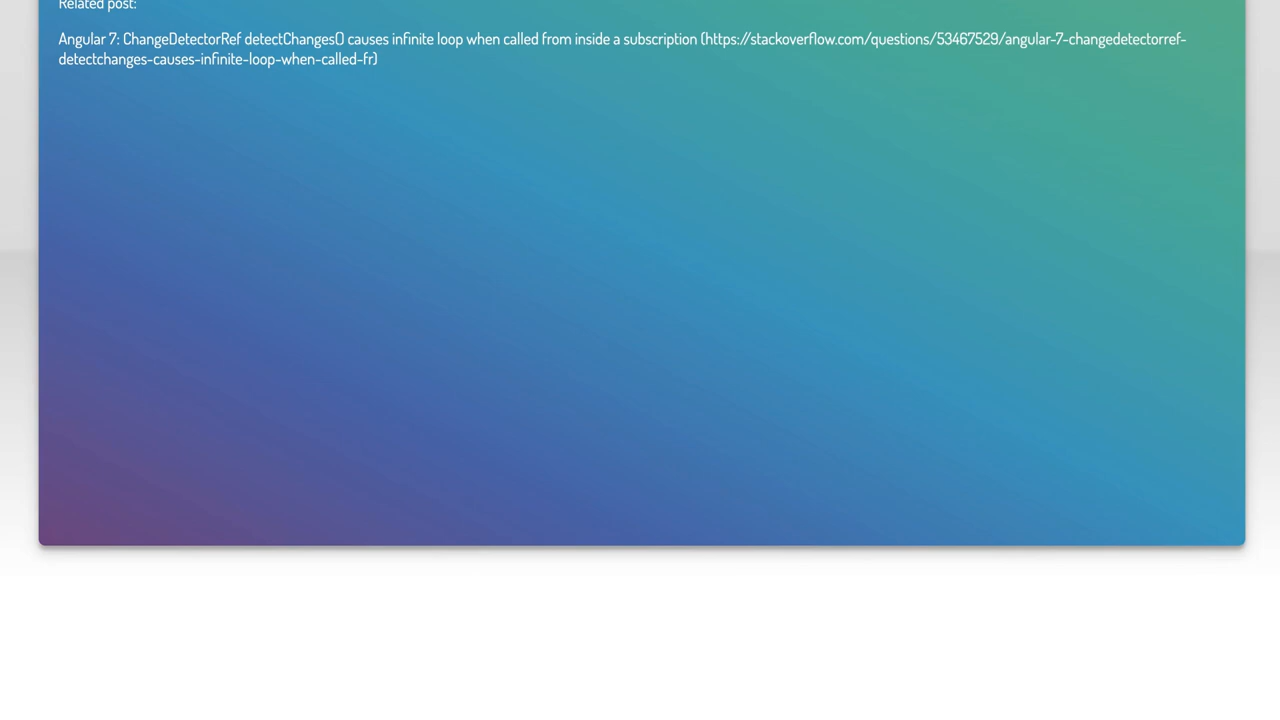 Related post:
Angular 7: ChangeDetectorRef detectChanges() causes infinite loop when called from inside a subscription (https://stackoverflow.com/questions/53467529/angular-7-changedetectorref-
detectchanges-causes-infinite-loop-when-called-fr)